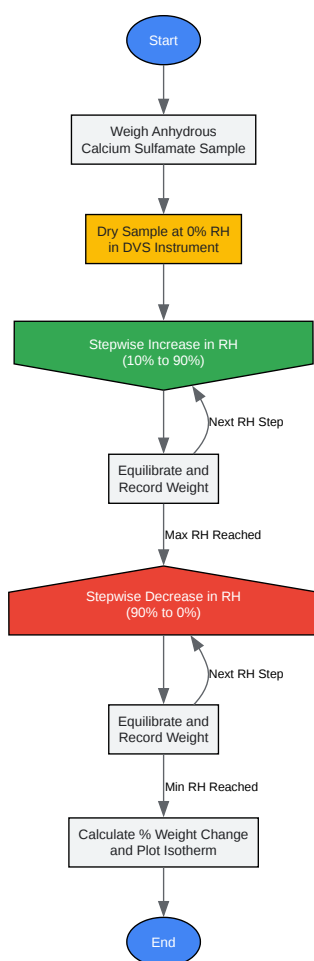 Start
Weigh Anhydrous
Calcium Sulfamate Sample
Dry Sample at 0% RH
in DVS Instrument
Stepwise Increase in RH
(10% to 90%)
Next RH Step
Equilibrate and
Record Weight
Max RH Reached
Stepwise Decrease in RH
(90% to 0%)
Next RH Step
Equilibrate and
Record Weight
Min RH Reached
Calculate % Weight Change
and Plot Isotherm
End